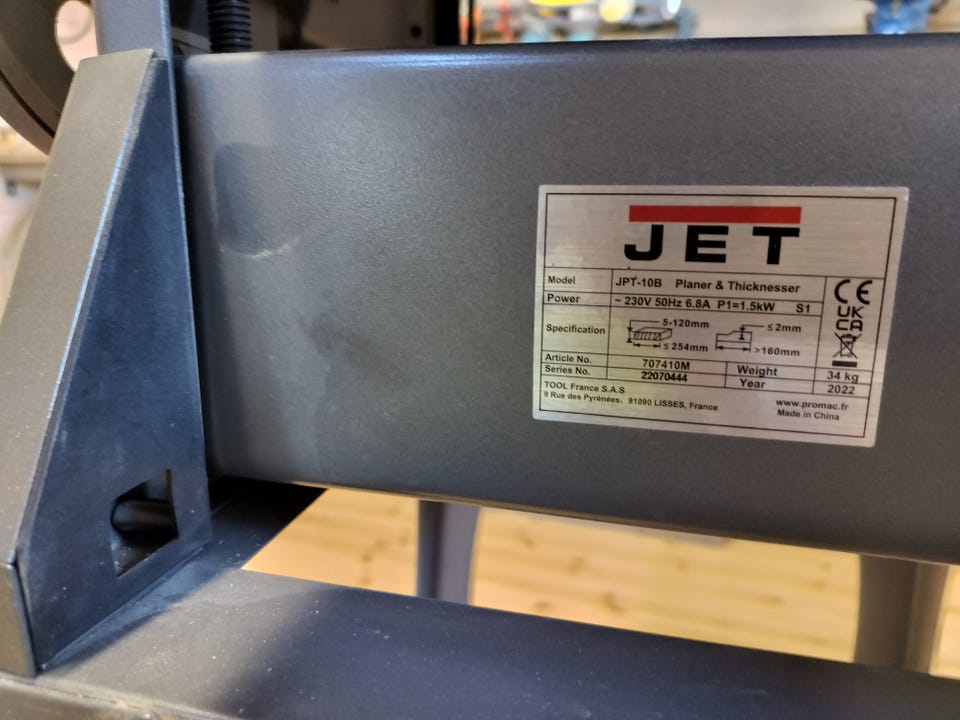 JET
Model JPT-10B Planer & Thicknesser
Power ~ 230V 50Hz 6.8A P1=1.5kW S1
CE
UK
CA
Specification 5-120mm ≤ 254mm ≤ 2mm >160mm
Article No. 707410M Weight 34 kg
Series No. 22070444 Year 2022
TOOL France S.A.S
9 Rue des Pyrénées. 91090 LISSES, France
www.promac.fr
Made in China